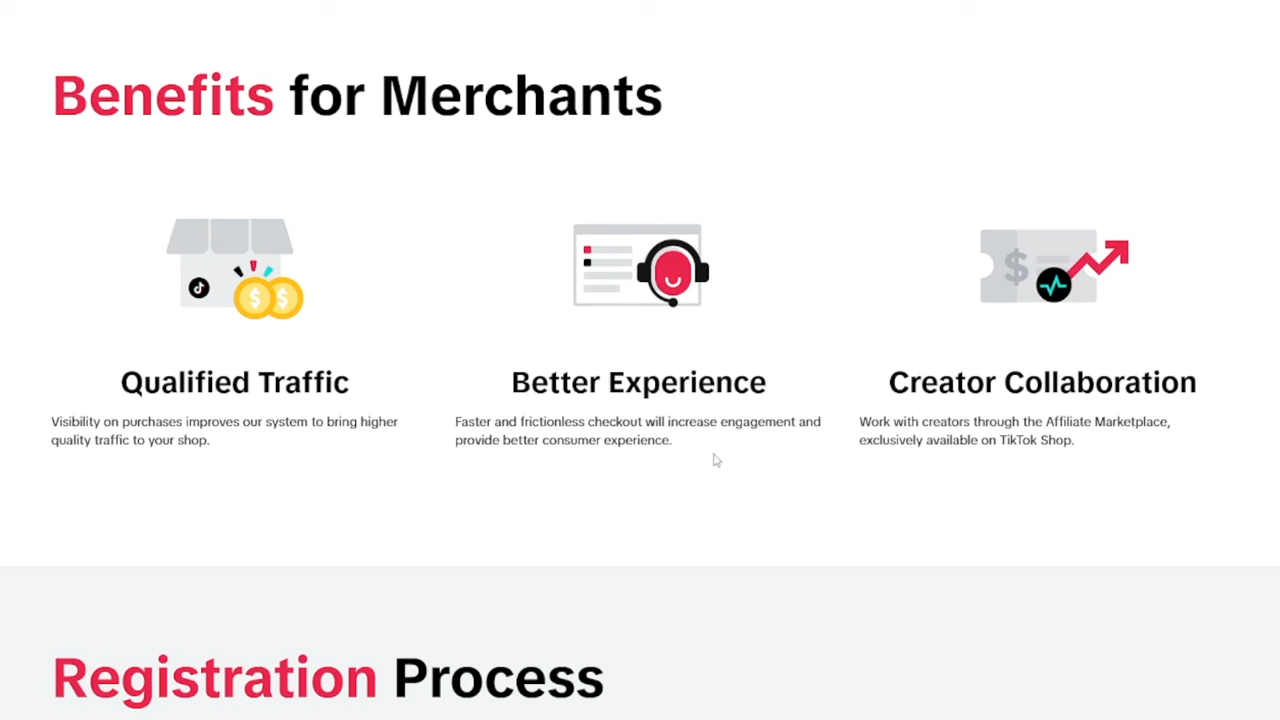 Benefits for Merchants
$ $
$
Qualified Traffic
Visibility on purchases improves our system to bring higher
quality traffic to your shop.
Better Experience
Faster and frictionless checkout will increase engagement and
provide better consumer experience.
Creator Collaboration
Work with creators through the Affiliate Marketplace,
exclusively available on TikTok Shop.
Registration Process